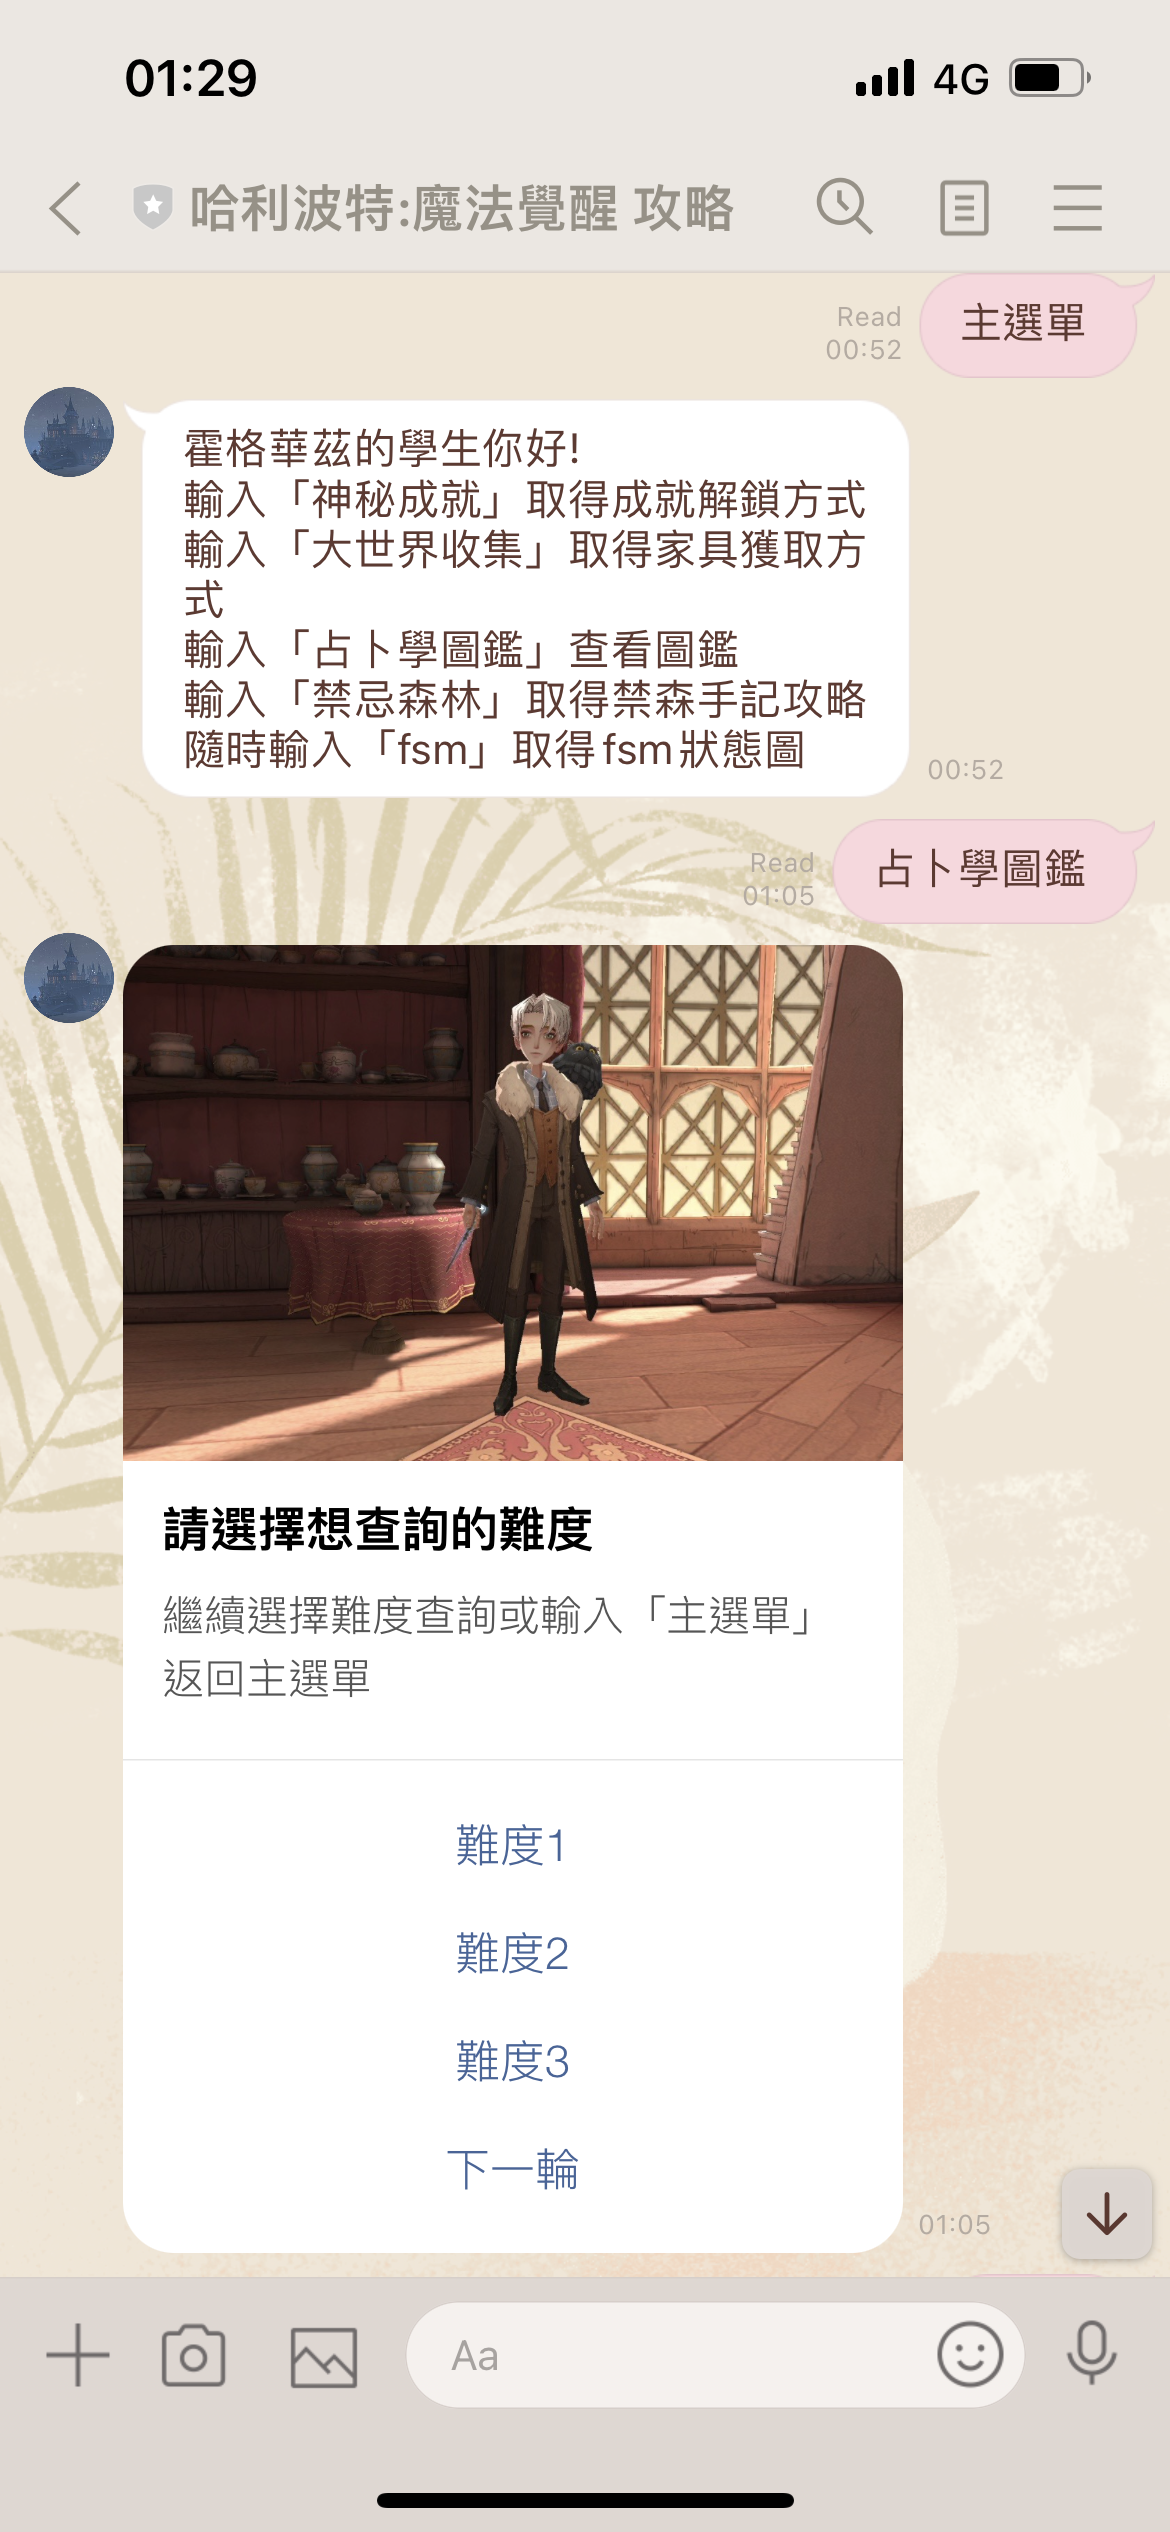 01:29
4G
哈利波特:魔法覺醒 攻略
Read
00:52
主選單
霍格華茲的學生你好!
輸入「神秘成就」取得成就解鎖方式
輸入「大世界收集」取得家具獲取方
式
輸入「占卜學圖鑑」查看圖鑑
輸入「禁忌森林」取得禁森手記攻略
隨時輸入「fsm」取得fsm狀態圖
00:52
Read
01:05
占卜學圖鑑
請選擇想查詢的難度
繼續選擇難度查詢或輸入「主選單」
返回主選單
難度1
難度2
難度3
下一輪
01:05
Aa